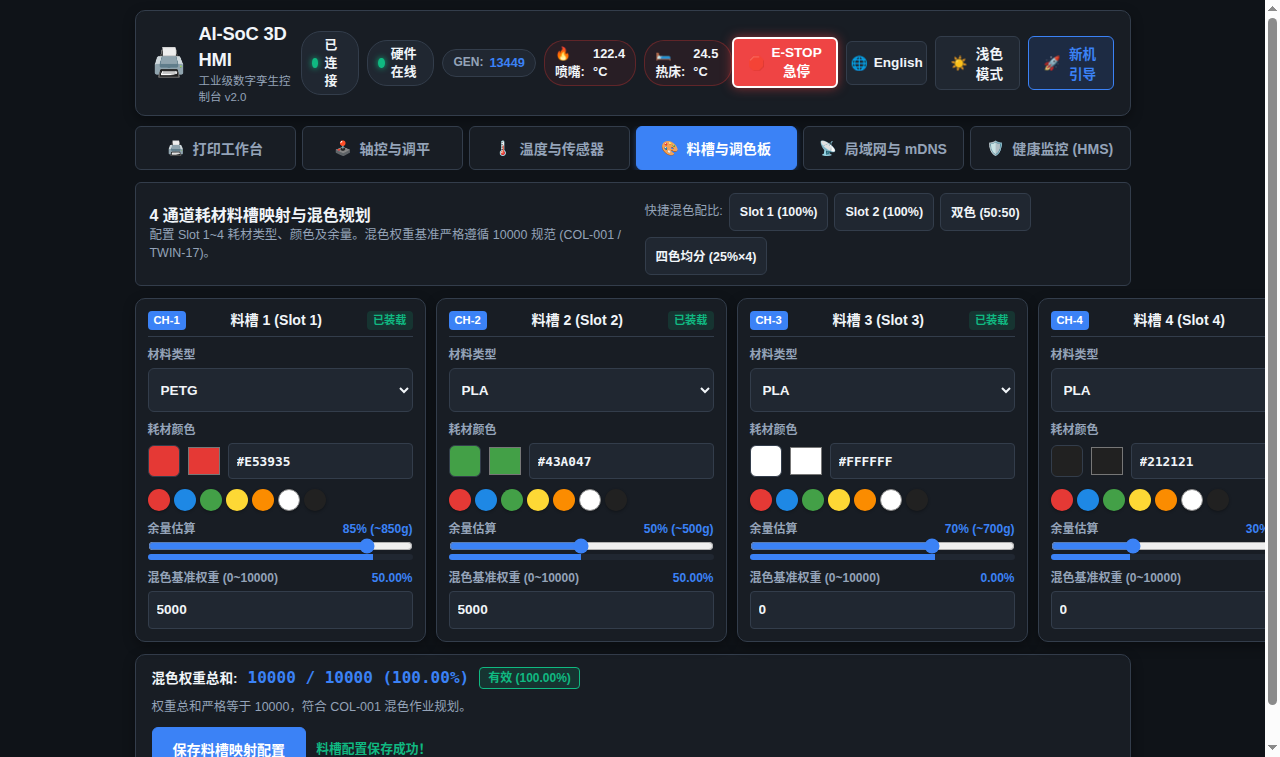 AI-SoC 3D
HMI
工业级数字孪生控
制台 v2.0
已
连
接
硬件
在线
GEN: 13449
喷嘴: 122.4
°C
热床: 24.5
°C
E-STOP
急停
English
浅色
模式
新机
引导
打印工作台
轴控与调平
温度与传感器
料槽与调色板
局域网与 mDNS
健康监控 (HMS)
4 通道耗材料槽映射与混色规划
配置 Slot 1~4 耗材类型、颜色及余量。混色权重基准严格遵循 10000 规范 (COL-001 /
TWIN-17)。
快捷混色配比: Slot 1 (100%) Slot 2 (100%) 双色 (50:50)
四色均分 (25%×4)
CH-1 料槽 1 (Slot 1) 已装载
材料类型
PETG
耗材颜色
#E53935
余量估算 85% (~850g)
混色基准权重 (0~10000) 50.00%
5000
CH-2 料槽 2 (Slot 2) 已装载
材料类型
PLA
耗材颜色
#43A047
余量估算 50% (~500g)
混色基准权重 (0~10000) 50.00%
5000
CH-3 料槽 3 (Slot 3) 已装载
材料类型
PLA
耗材颜色
#FFFFFF
余量估算 70% (~700g)
混色基准权重 (0~10000) 0.00%
0
CH-4 料槽 4 (Slot 4)
材料类型
PLA
耗材颜色
#212121
余量估算 30%
混色基准权重 (0~10000)
0
混色权重总和: 10000 / 10000 (100.00%) 有效 (100.00%)
权重总和严格等于 10000，符合 COL-001 混色作业规划。
保存料槽映射配置 料槽配置保存成功！